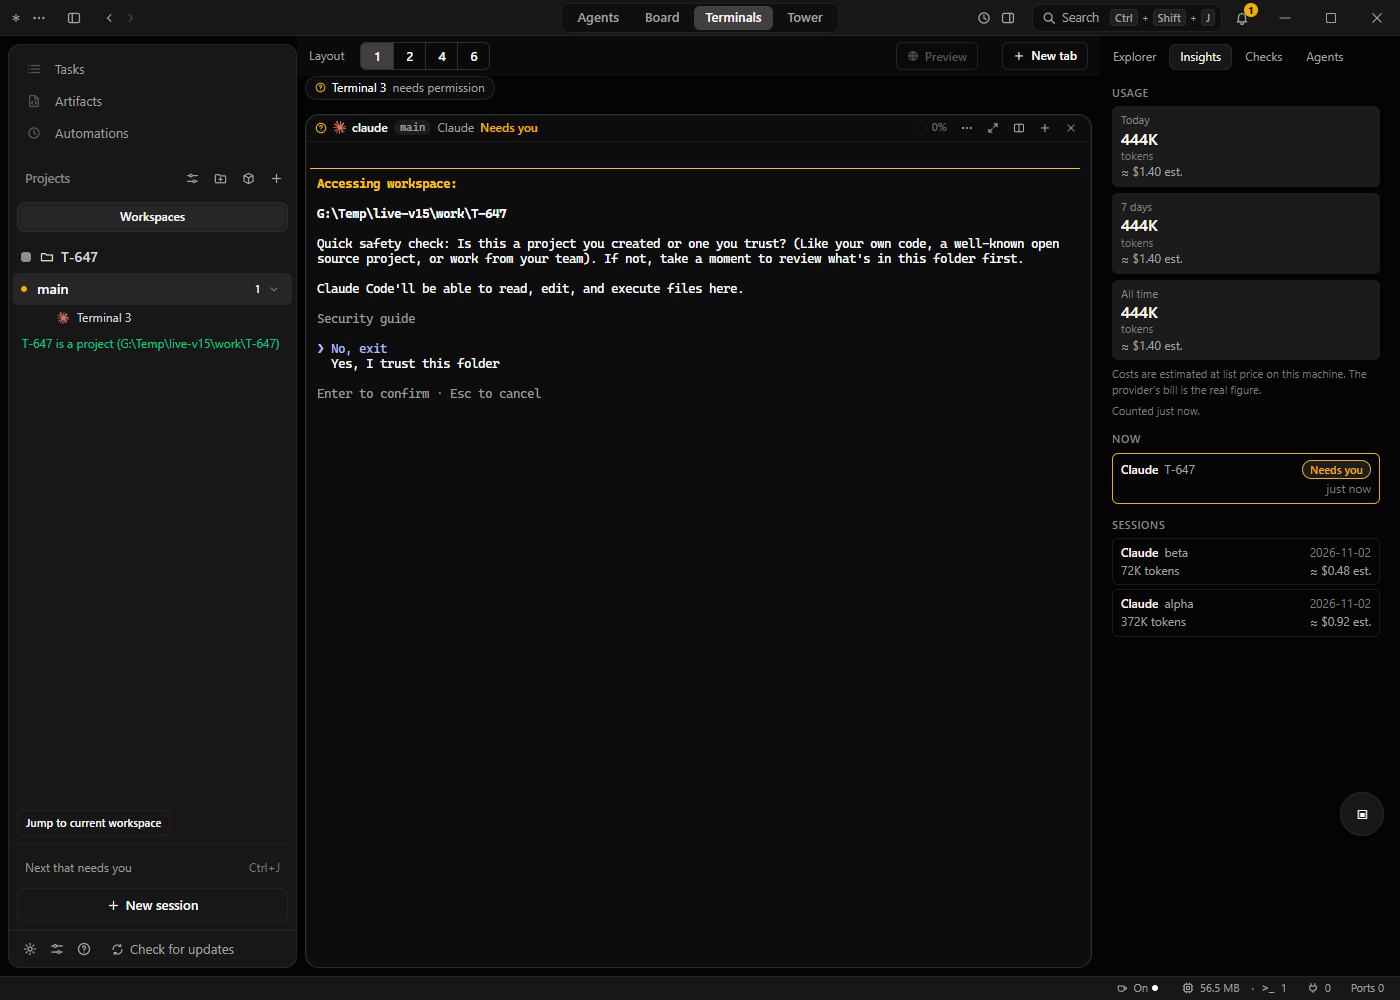 Agents Board Terminals Tower
Search Ctrl + Shift + J
1
Tasks
Artifacts
Automations
Projects
Workspaces
T-647
main 1
Terminal 3
T-647 is a project (G:\Temp\live-v15\work\T-647)
Jump to current workspace
Next that needs you Ctrl+J
+ New session
Check for updates
Layout 1 2 4 6
Preview
+ New tab
Terminal 3 needs permission
claude main Claude Needs you
0%
Accessing workspace:
G:\Temp\live-v15\work\T-647
Quick safety check: Is this a project you created or one you trust? (Like your own code, a well-known open
source project, or work from your team). If not, take a moment to review what's in this folder first.
Claude Code'll be able to read, edit, and execute files here.
Security guide
❯ No, exit
Yes, I trust this folder
Enter to confirm · Esc to cancel
Explorer Insights Checks Agents
USAGE
Today
444K
tokens
≈ $1.40 est.
7 days
444K
tokens
≈ $1.40 est.
All time
444K
tokens
≈ $1.40 est.
Costs are estimated at list price on this machine. The
provider's bill is the real figure.
Counted just now.
NOW
Claude T-647 Needs you
just now
SESSIONS
Claude beta 2026-11-02
72K tokens ≈ $0.48 est.
Claude alpha 2026-11-02
372K tokens ≈ $0.92 est.
On 56.5 MB · >_ 1 0 Ports 0